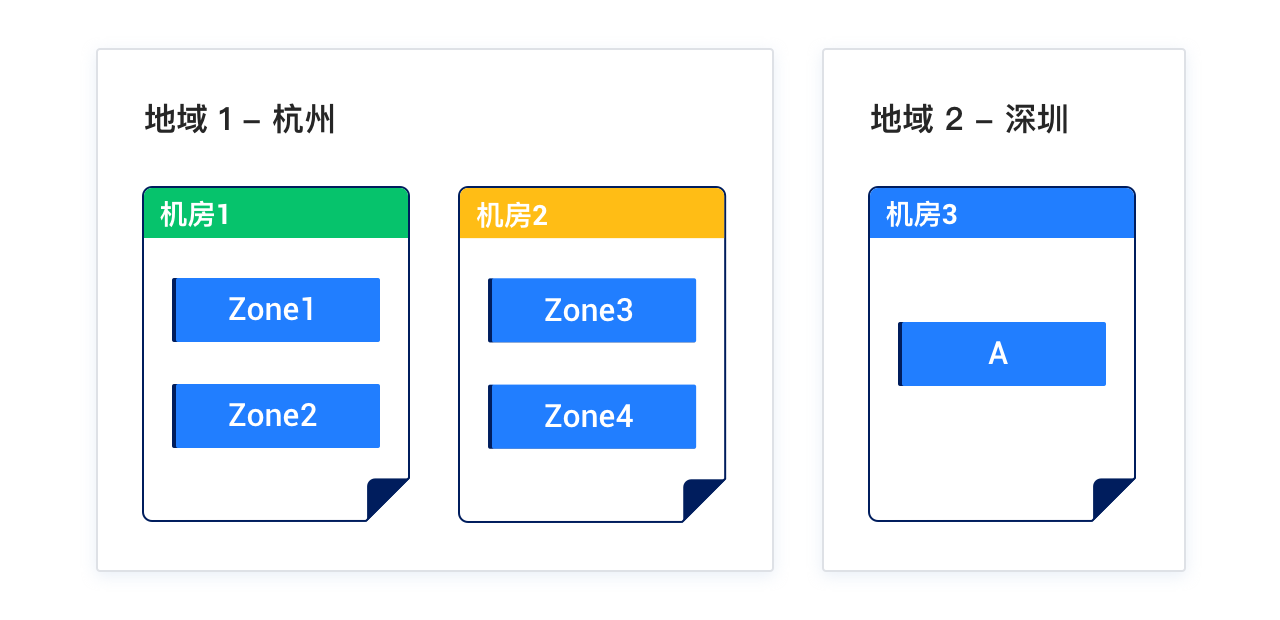 地域 1 – 杭州
机房1
Zone1
Zone2
机房2
Zone3
Zone4
地域 2 – 深圳
机房3
A